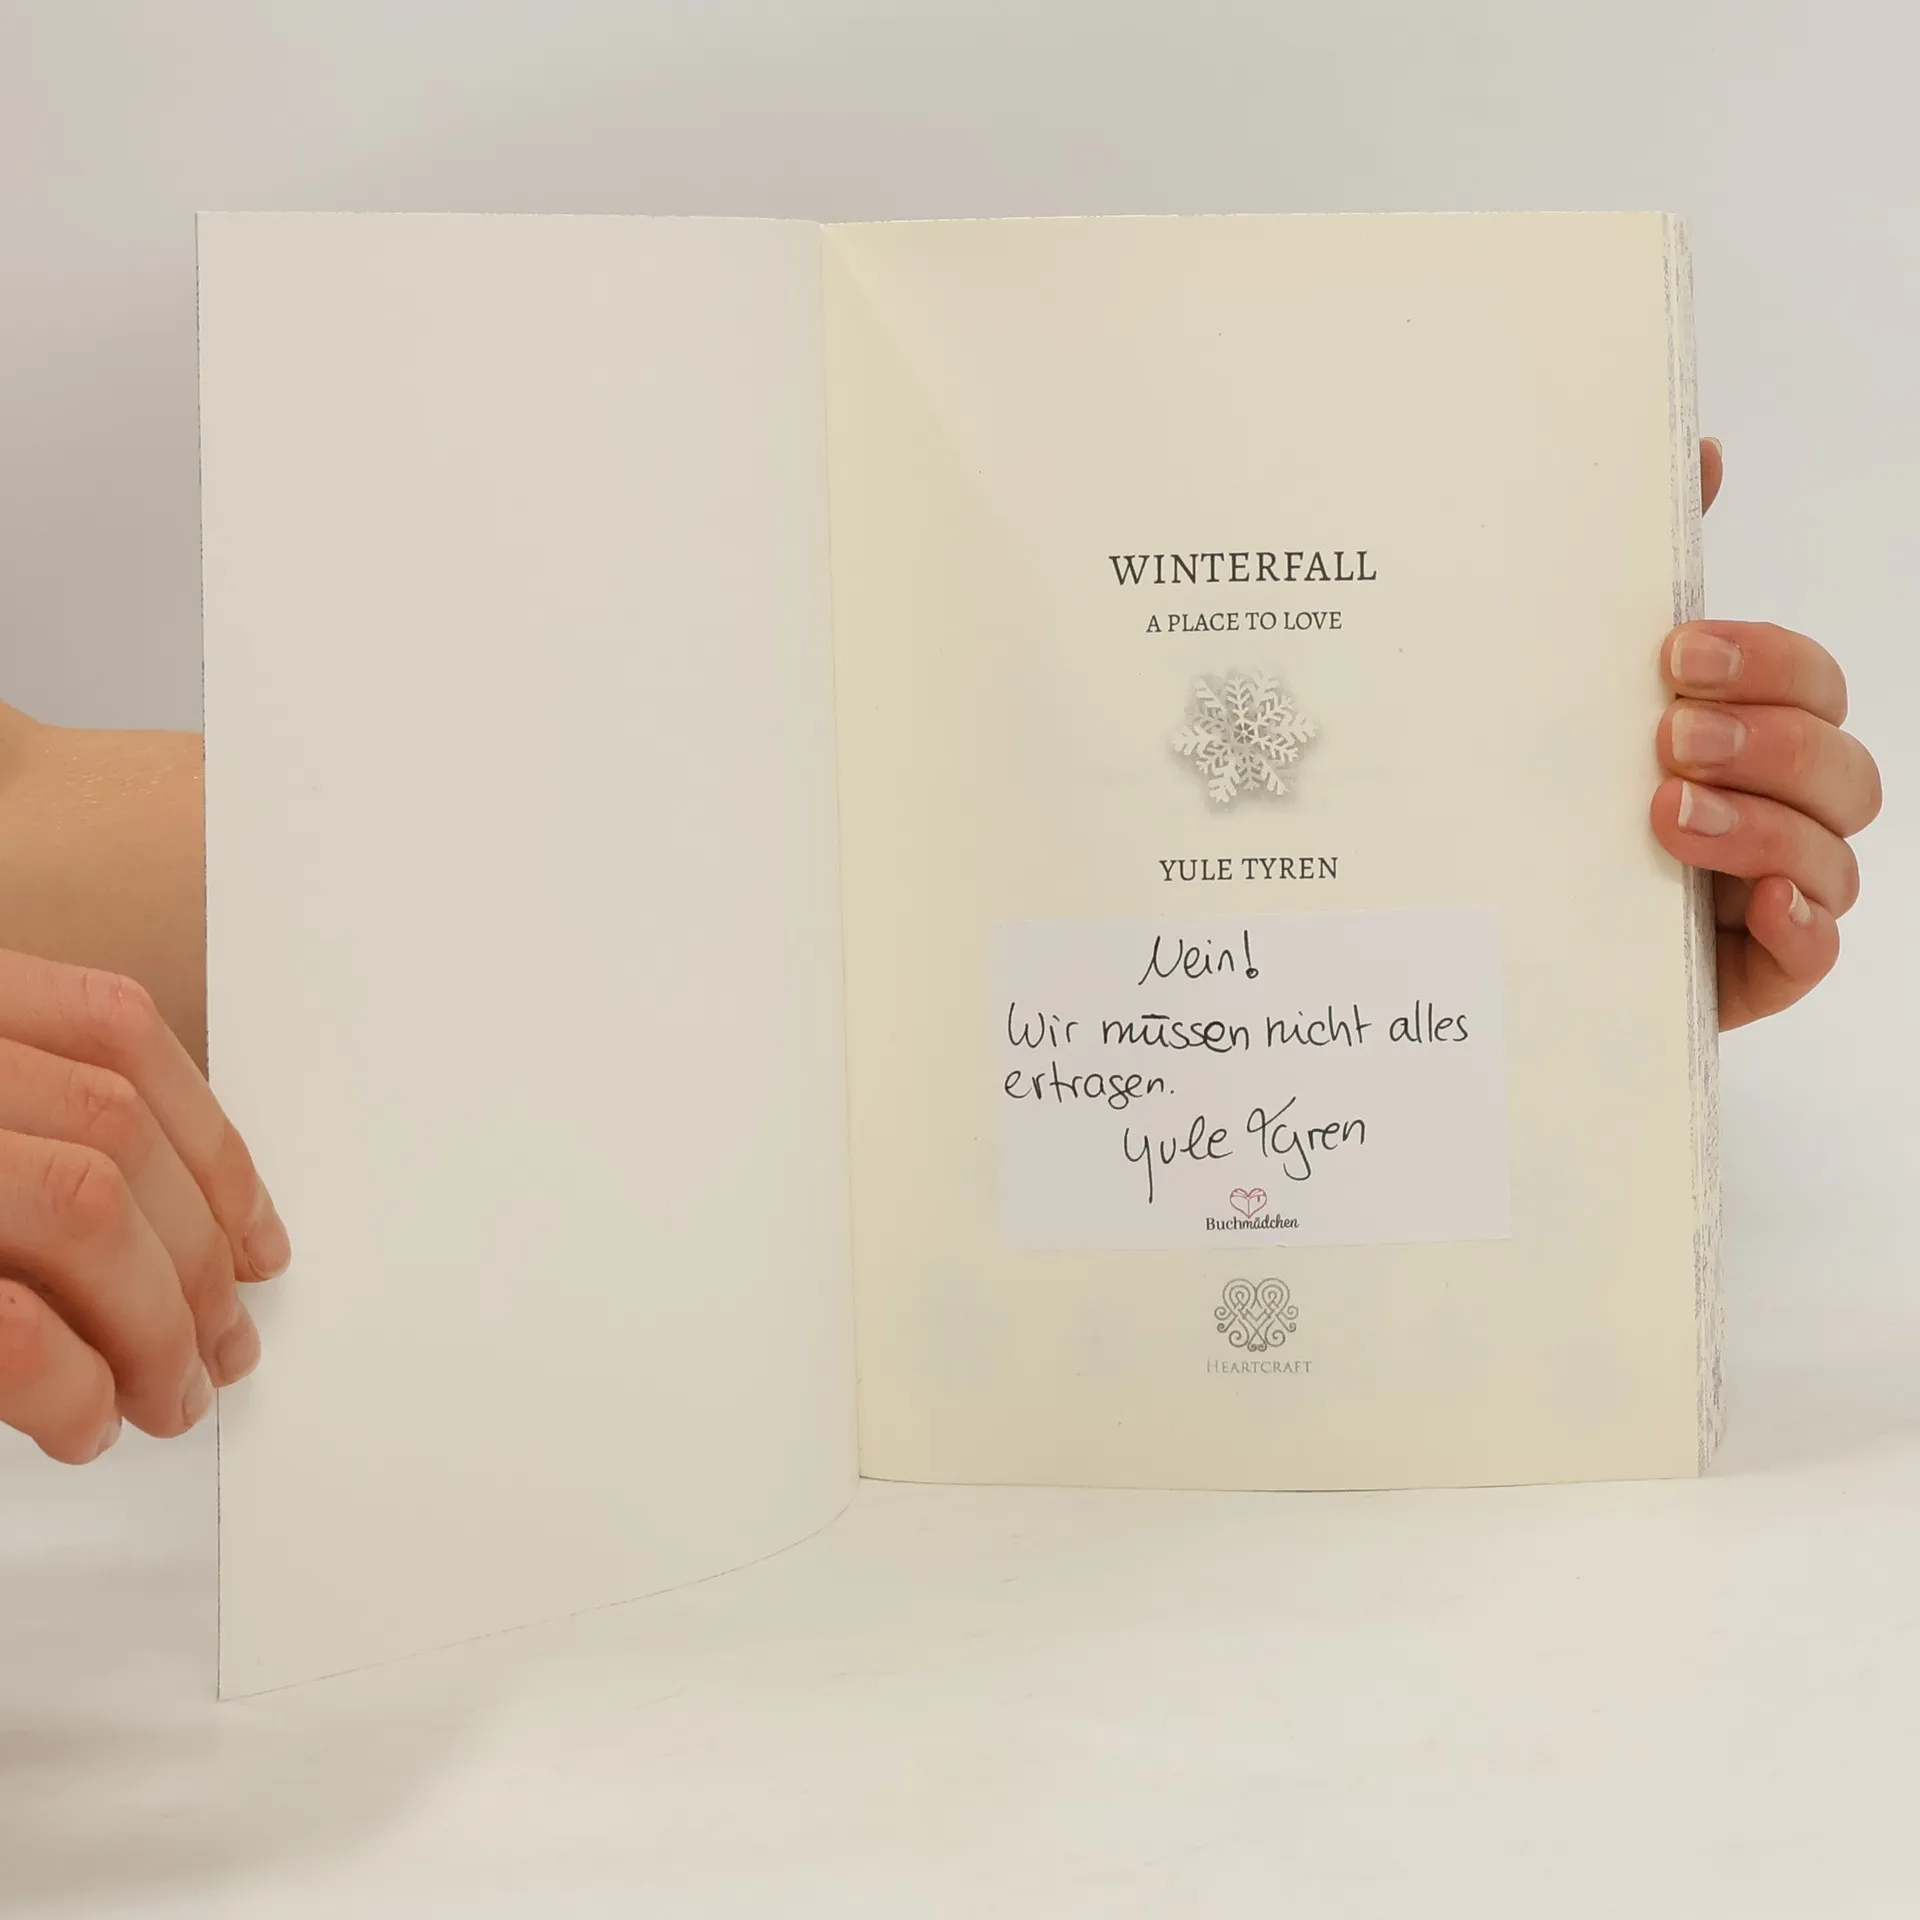 WINTERFALL
A PLACE TO LOVE
YULE TYREN
Nein!
Wir müssen nicht alles
ertragen.
Yule Tyren
Buchmädchen
HEARTCRAFT